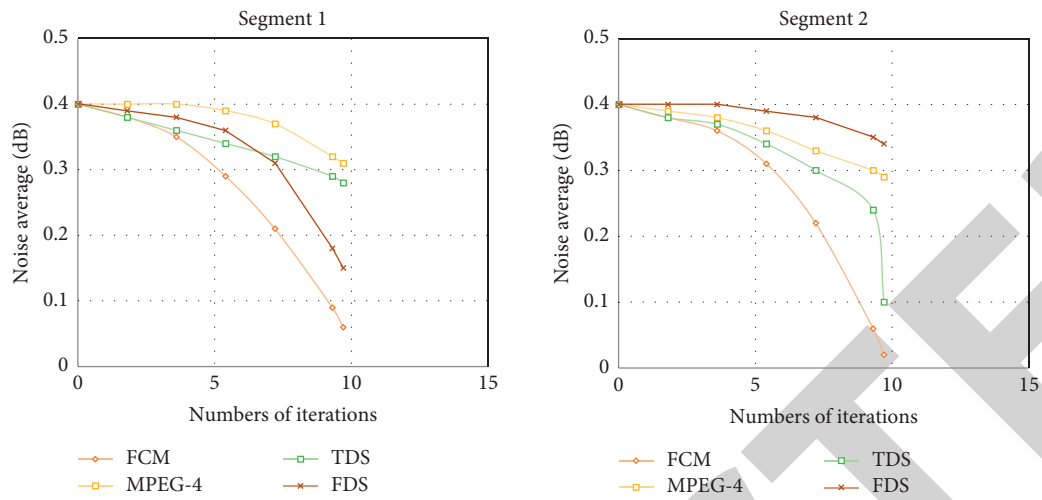 Segment 1
0.5
0.4
0.3
0.2
0.1
0
Noise average (dB)
0 5 10 15
Numbers of iterations
FCM TDS
MPEG-4 FDS
Segment 2
0.5
0.4
0.3
0.2
0.1
0
Noise average (dB)
0 5 10 15
Numbers of iterations
FCM TDS
MPEG-4 FDS